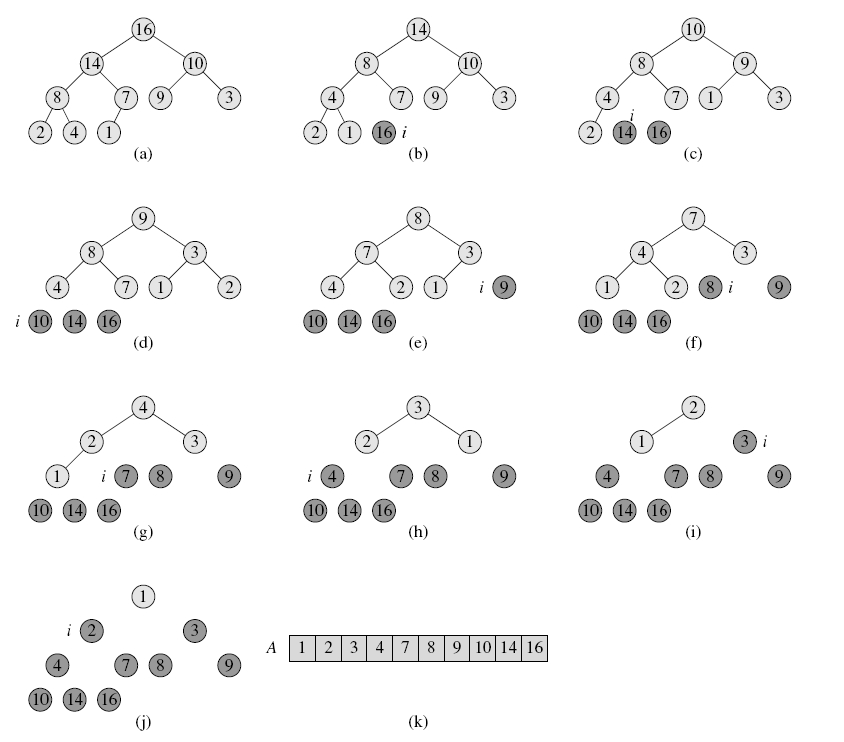 16 14 10
14 10 8 10 8 9
8 7 9 3 4 7 9 3 4 7 1 3
i
2 4 1 2 1 16 i 2 14 16
(a) (b) (c)
9 8 7
8 3 7 3 4 3
4 7 1 2 4 2 1 i 9 1 2 8 i 9
i 10 14 16 10 14 16 10 14 16
(d) (e) (f)
4 3 2
2 3 2 1 1 3 i
1 i 7 8 9 i 4 7 8 9 4 7 8 9
10 14 16 10 14 16 10 14 16
(g) (h) (i)
1
i 2 3
A 1 2 3 4 7 8 9 10 14 16
4 7 8 9
10 14 16
(j) (k)